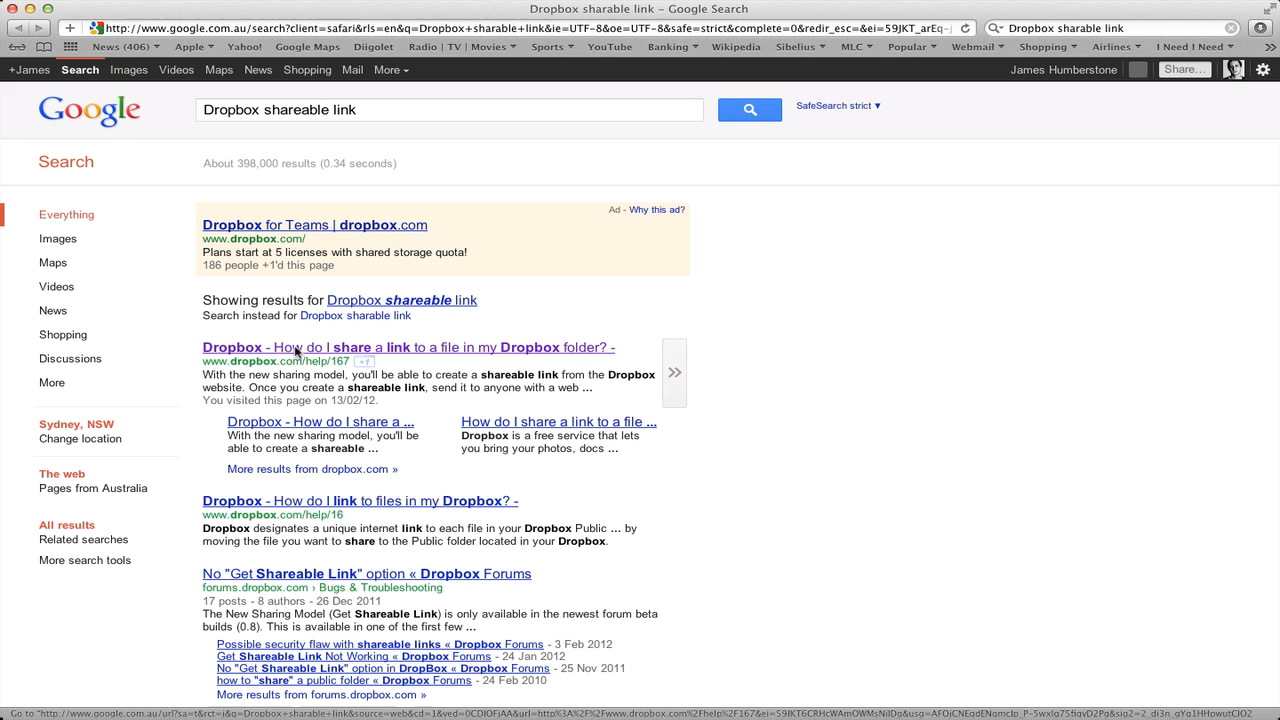 Dropbox sharable link – Google Search
http://www.google.com.au/search?client=safari&rls=en&q=Dropbox+sharable+link&ie=UTF-8&oe=UTF-8&safe=strict&complete=0&redir_esc=&ei=59JKT_arEq-
Dropbox sharable link
News (406) Apple Yahoo! Google Maps Diigolet Radio | TV | Movies Sports YouTube Banking Wikipedia Sibelius MLC Popular Webmail Shopping Airlines I Need I Need
+James Search Images Videos Maps News Shopping Mail More James Humberstone Share...
Google
Dropbox shareable link
SafeSearch strict ▼
Search
About 398,000 results (0.34 seconds)
Everything
Images
Maps
Videos
News
Shopping
Discussions
More
Sydney, NSW
Change location
The web
Pages from Australia
All results
Related searches
More search tools
Ad - Why this ad?
Dropbox for Teams | dropbox.com
www.dropbox.com/
Plans start at 5 licenses with shared storage quota!
186 people +1'd this page
Showing results for Dropbox shareable link
Search instead for Dropbox sharable link
Dropbox - How do I share a link to a file in my Dropbox folder? -
www.dropbox.com/help/167 +1
With the new sharing model, you'll be able to create a shareable link from the Dropbox
website. Once you create a shareable link, send it to anyone with a web ...
You visited this page on 13/02/12.
Dropbox - How do I share a ...
With the new sharing model, you'll be
able to create a shareable ...
How do I share a link to a file ...
Dropbox is a free service that lets
you bring your photos, docs ...
More results from dropbox.com »
Dropbox - How do I link to files in my Dropbox? -
www.dropbox.com/help/16
Dropbox designates a unique internet link to each file in your Dropbox Public ... by
moving the file you want to share to the Public folder located in your Dropbox.
No "Get Shareable Link" option « Dropbox Forums
forums.dropbox.com › Bugs & Troubleshooting
17 posts - 8 authors - 26 Dec 2011
The New Sharing Model (Get Shareable Link) is only available in the newest forum beta
builds (0.8). This is available in one of the first few ...
Possible security flaw with shareable links « Dropbox Forums - 3 Feb 2012
Get Shareable Link Not Working « Dropbox Forums - 24 Jan 2012
No "Get Shareable Link" option in DropBox « Dropbox Forums - 25 Nov 2011
how to "share" a public folder « Dropbox Forums - 24 Feb 2010
More results from forums.dropbox.com »